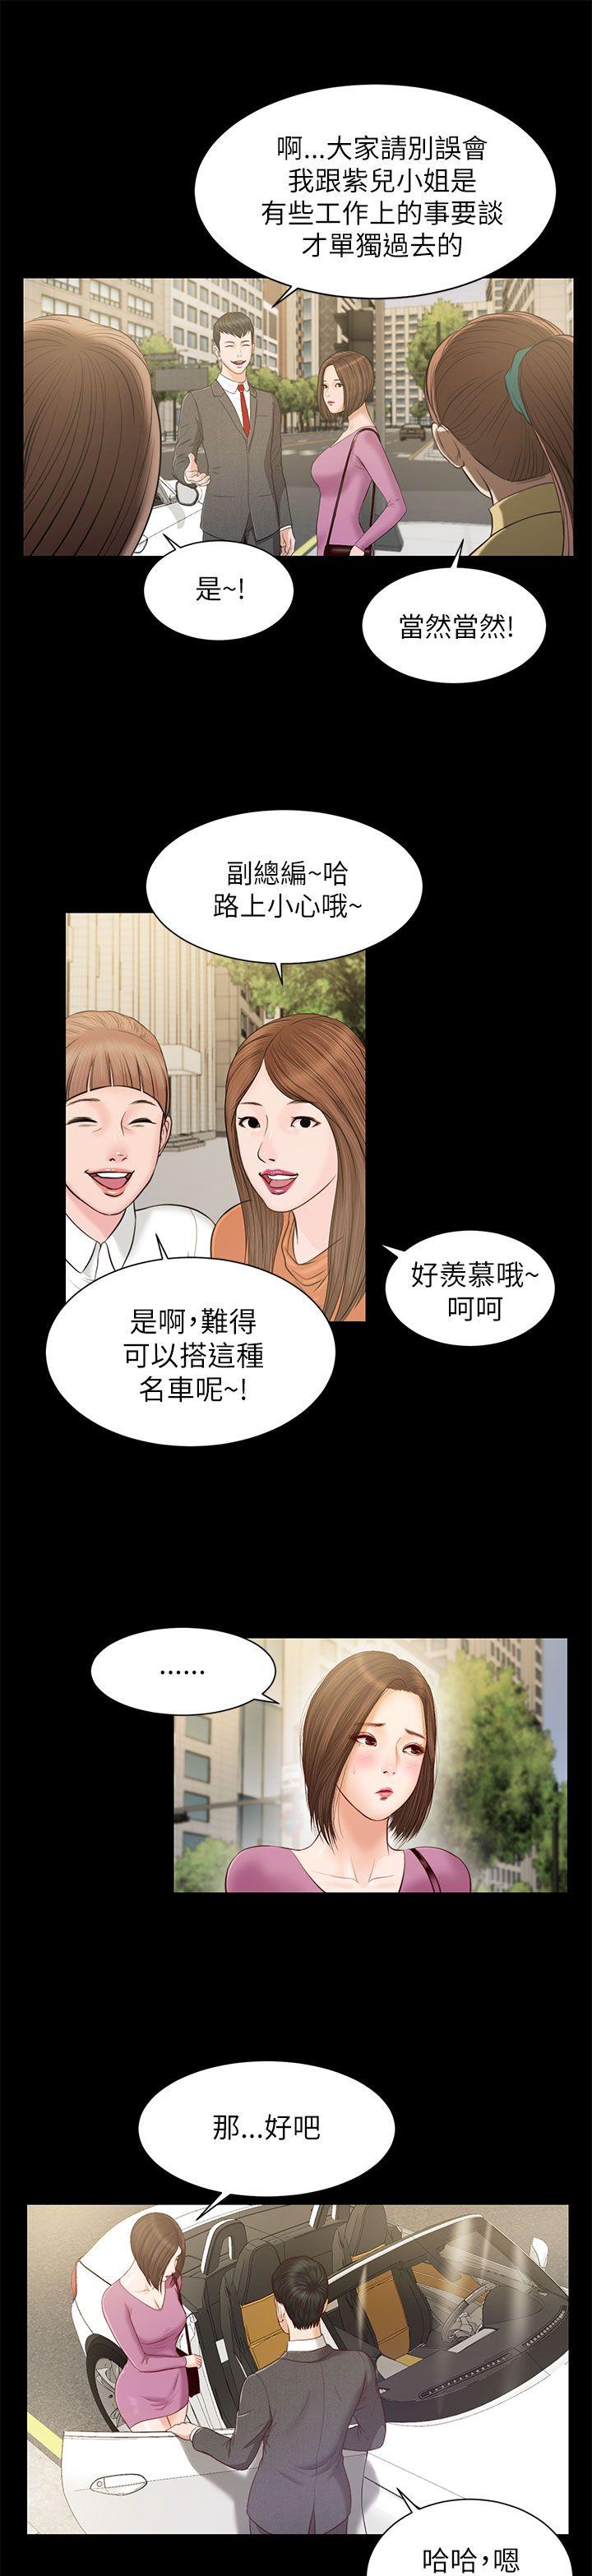 啊...大家請別誤會
我跟紫兒小姐是
有些工作上的事要談
才單獨過去的
是~!
當然當然!
副總編~哈
路上小心哦~
好羨慕哦~
呵呵
是啊,難得
可以搭這種
名車呢~!
......
那...好吧
哈哈,嗯